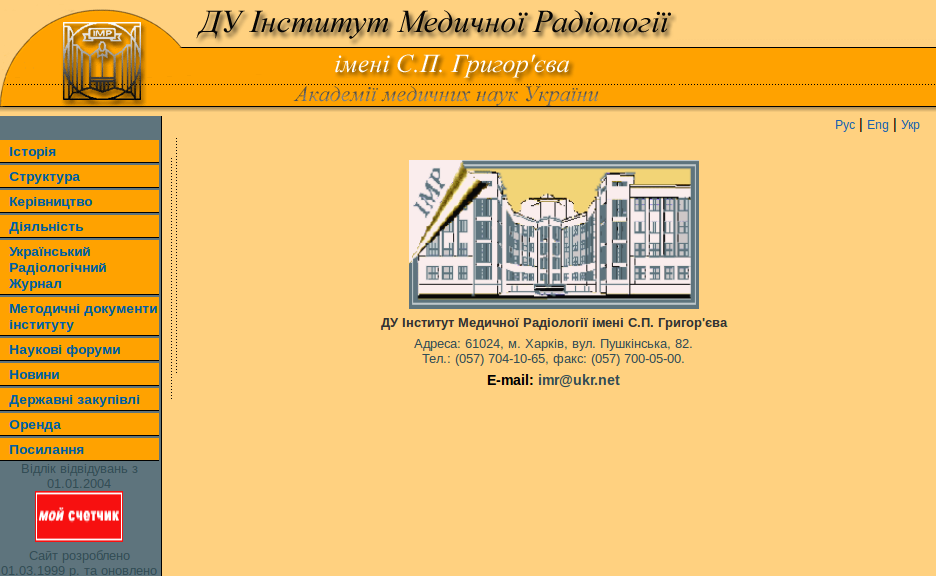 ДУ Інститут Медичної Радіології
ІМР
імені С.П. Григор'єва
Академії медичних наук України
Рус | Eng | Укр
Історія
Структура
Керівництво
Діяльність
Український
Радіологічний
Журнал
Методичні документи
інституту
Наукові форуми
Новини
Державні закупівлі
Оренда
Посилання
Відлік відвідувань з
01.01.2004
мой счетчик
Сайт розроблено
01.03.1999 р. та оновлено
ІМР
ДУ Інститут Медичної Радіології імені С.П. Григор'єва
Адреса: 61024, м. Харків, вул. Пушкінська, 82.
Тел.: (057) 704-10-65, факс: (057) 700-05-00.
E-mail: imr@ukr.net